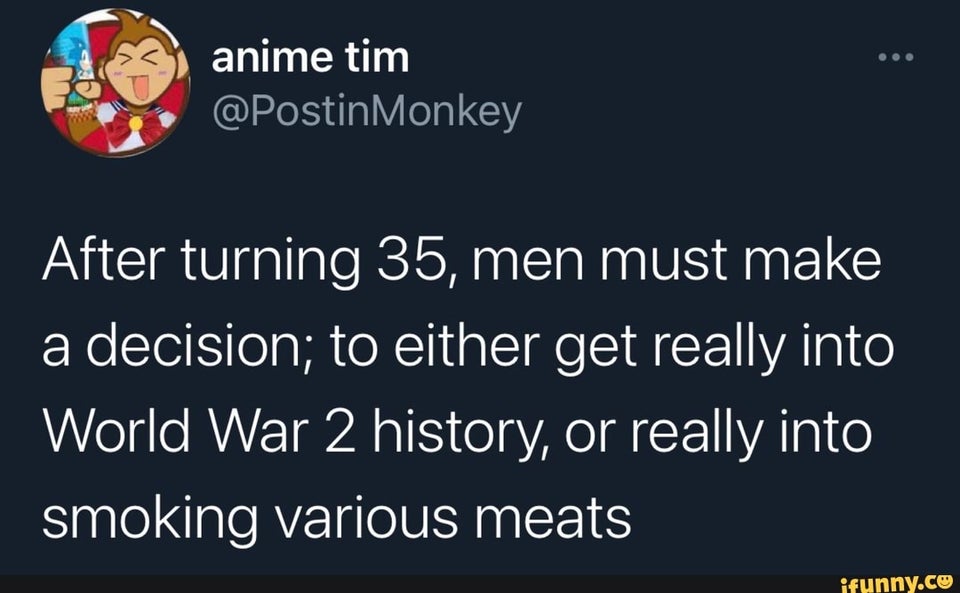 anime tim
@PostinMonkey
After turning 35, men must make
a decision; to either get really into
World War 2 history, or really into
smoking various meats
ifunny.co